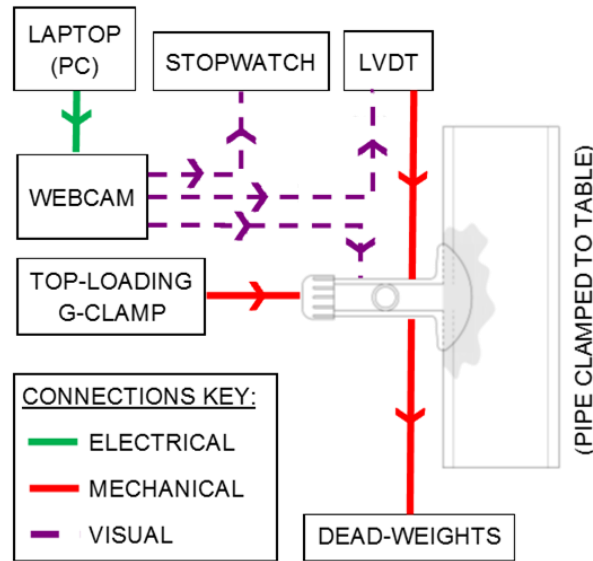 LAPTOP
(PC)
STOPWATCH
LVDT
WEBCAM
TOP-LOADING
G-CLAMP
(PIPE CLAMPED TO TABLE)
CONNECTIONS KEY:
ELECTRICAL
MECHANICAL
VISUAL
DEAD-WEIGHTS